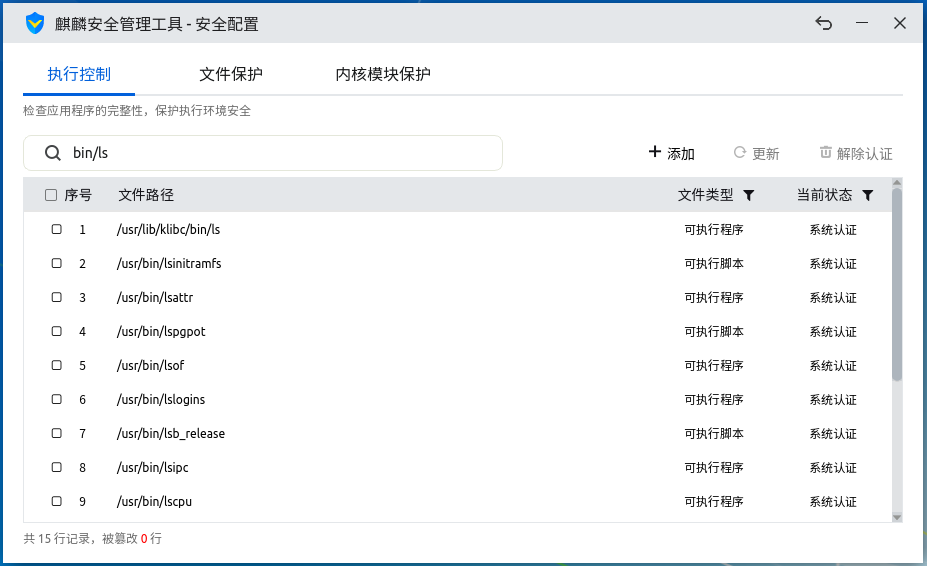 麒麟安全管理工具 - 安全配置
执行控制 文件保护 内核模块保护
检查应用程序的完整性，保护执行环境安全
bin/ls 添加 更新 解除认证
序号 文件路径 文件类型 当前状态
1 /usr/lib/klibc/bin/ls 可执行程序 系统认证
2 /usr/bin/lsinitramfs 可执行脚本 系统认证
3 /usr/bin/lsattr 可执行程序 系统认证
4 /usr/bin/lspgpot 可执行脚本 系统认证
5 /usr/bin/lsof 可执行程序 系统认证
6 /usr/bin/lslogins 可执行程序 系统认证
7 /usr/bin/lsb_release 可执行脚本 系统认证
8 /usr/bin/lsipc 可执行程序 系统认证
9 /usr/bin/lscpu 可执行程序 系统认证
共 15 行记录，被篡改 0 行